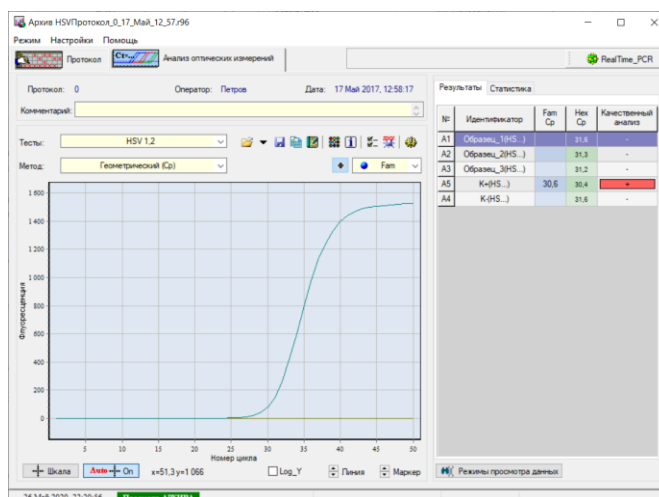 Архив HSVПротокол_0_17_Май_12_57.r96
Режим Настройки Помощь
Протокол Ct=... Анализ оптических измерений RealTime_PCR
Протокол: 0 Оператор: Петров Дата: 17 Май 2017, 12:58:17
Комментарий:
Тесты: HSV 1,2
Метод: Геометрический (Cp) Fam
Флуоресценция
1 600
1 400
1 200
1 000
800
600
400
200
0
5 10 15 20 25 30 35 40 45 50
Номер цикла
Шкала Auto On x=51,3 y=1 066 Log_Y Линия Маркер
Результаты Статистика
№ Идентификатор Fam Cp Hex Cp Качественный анализ
A1 Образец_1(HS...) 31,6 -
A2 Образец_2(HS...) 31,3 -
A3 Образец_3(HS...) 31,2 -
A5 K+(HS...) 30,6 30,4 +
A4 K-(HS...) 31,6 -
Режимы просмотра данных